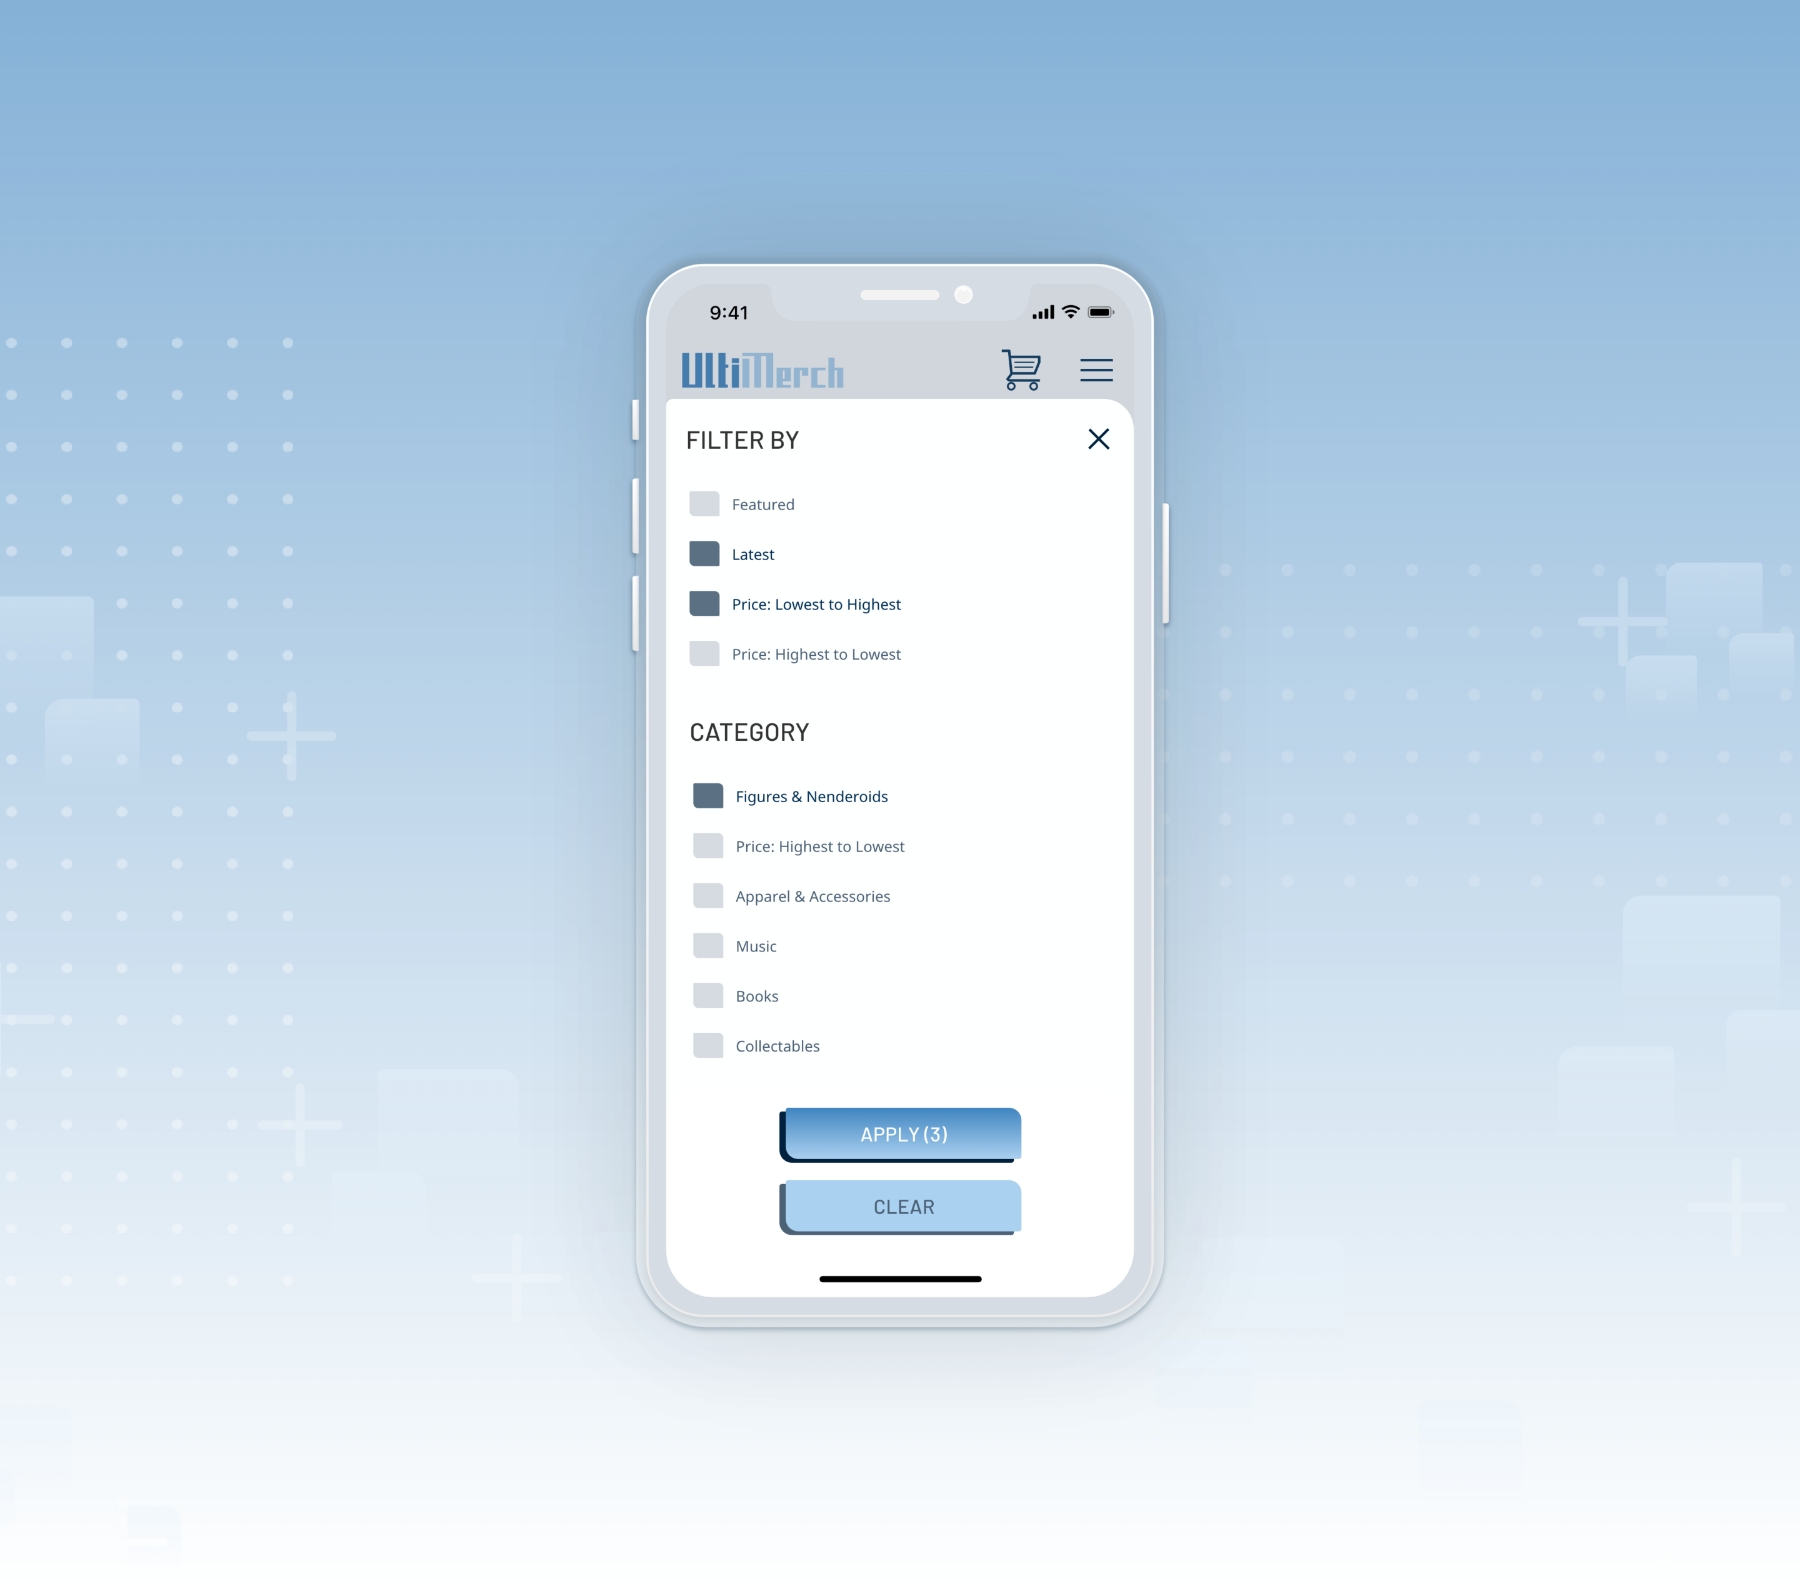 9:41
UltiMerch
FILTER BY
Featured
Latest
Price: Lowest to Highest
Price: Highest to Lowest
CATEGORY
Figures & Nenderoids
Price: Highest to Lowest
Apparel & Accessories
Music
Books
Collectables
APPLY (3)
CLEAR